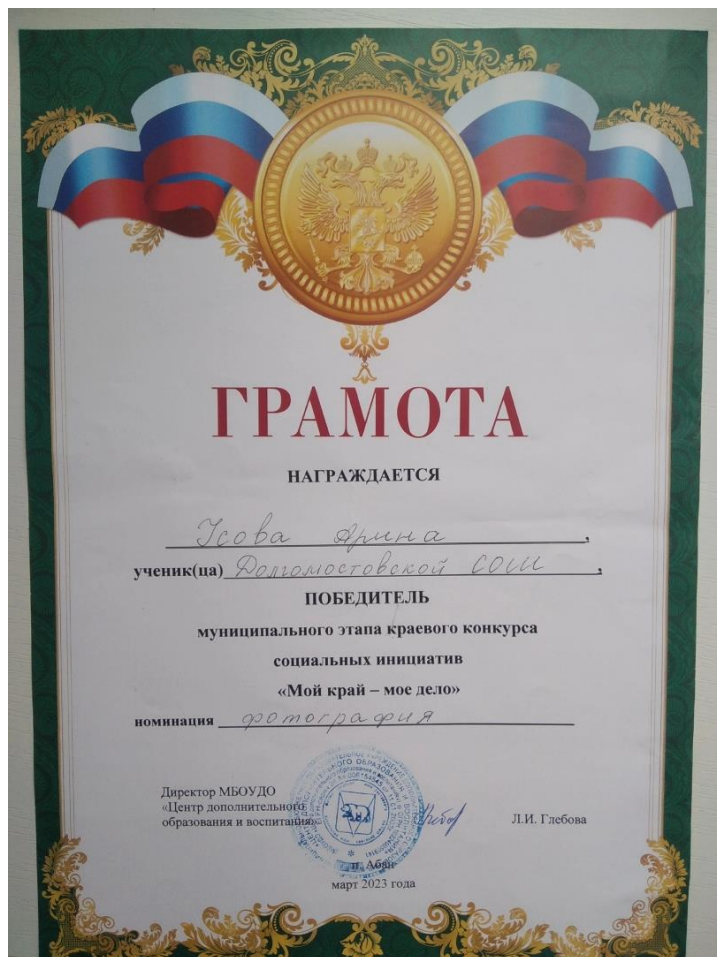 ГРАМОТА
НАГРАЖДАЕТСЯ
Усова Арина,
ученик(ца) Долгомостовской СОШ,
ПОБЕДИТЕЛЬ
муниципального этапа краевого конкурса
социальных инициатив
«Мой край – мое дело»
номинация фотография
Директор МБОУДО
«Центр дополнительного
образования и воспитания»
Л.И. Глебова
п. Абан
март 2023 года